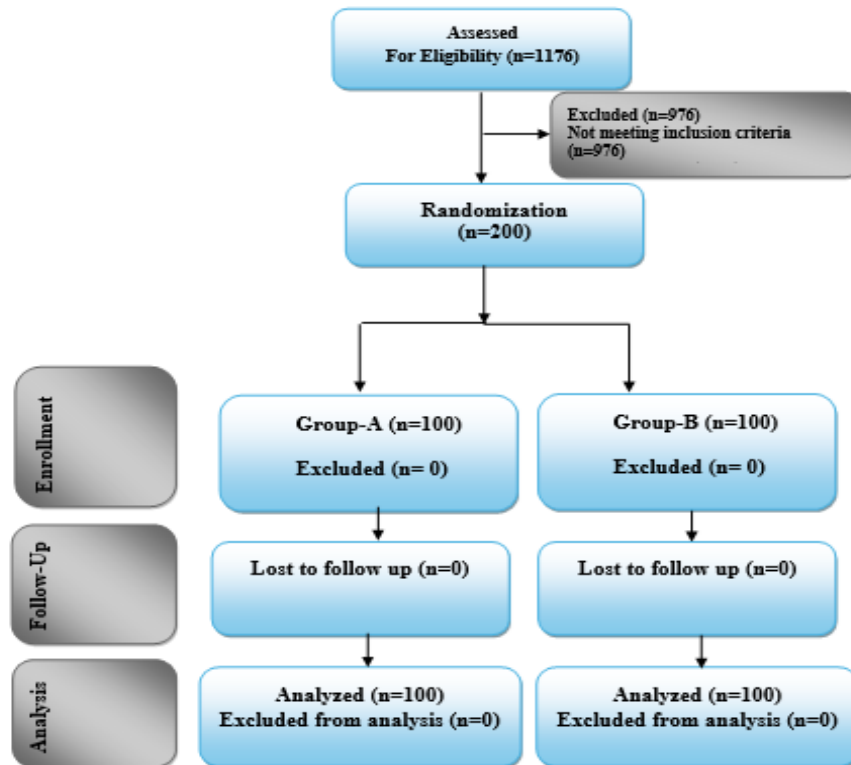 Assessed
For Eligibility (n=1176)
Excluded (n=976)
Not meeting inclusion criteria
(n=976)
Randomization
(n=200)
Enrollment
Group-A (n=100)
Excluded (n= 0)
Group-B (n=100)
Excluded (n= 0)
Follow-Up
Lost to follow up (n=0)
Lost to follow up (n=0)
Analysis
Analyzed (n=100)
Excluded from analysis (n=0)
Analyzed (n=100)
Excluded from analysis (n=0)